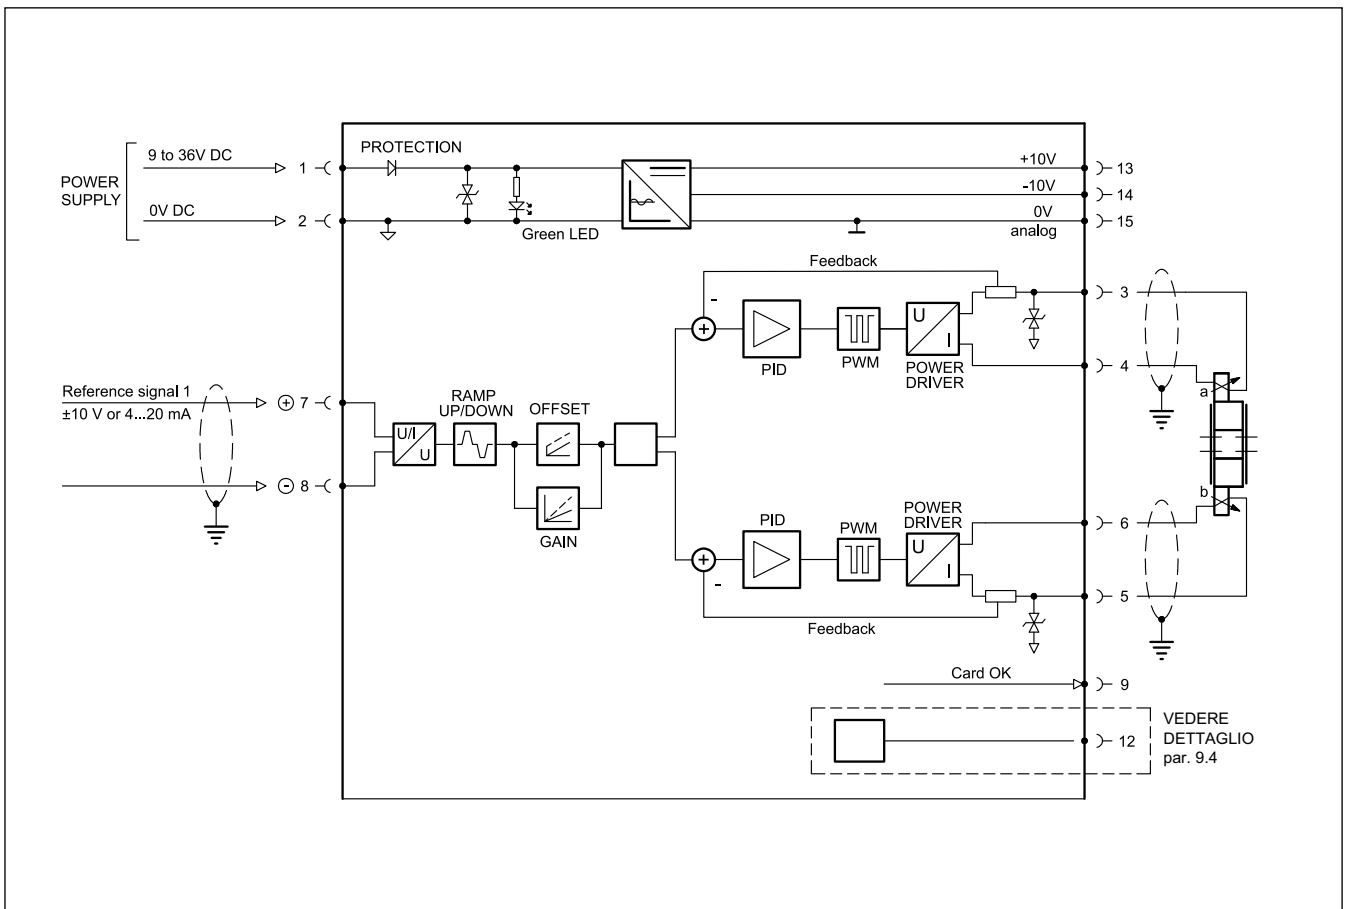 POWER
SUPPLY
9 to 36V DC
1
0V DC
2
PROTECTION
Green LED
+10V
13
-10V
14
0V
analog
15
Feedback
-
+
PID
PWM
U
I
POWER
DRIVER
3
4
a
Reference signal 1
±10 V or 4...20 mA
+ 7
- 8
U/I
U
RAMP
UP/DOWN
OFFSET
GAIN
b
+
-
PID
PWM
POWER
DRIVER
U
I
6
5
Feedback
Card OK
9
12
VEDERE
DETTAGLIO
par. 9.4